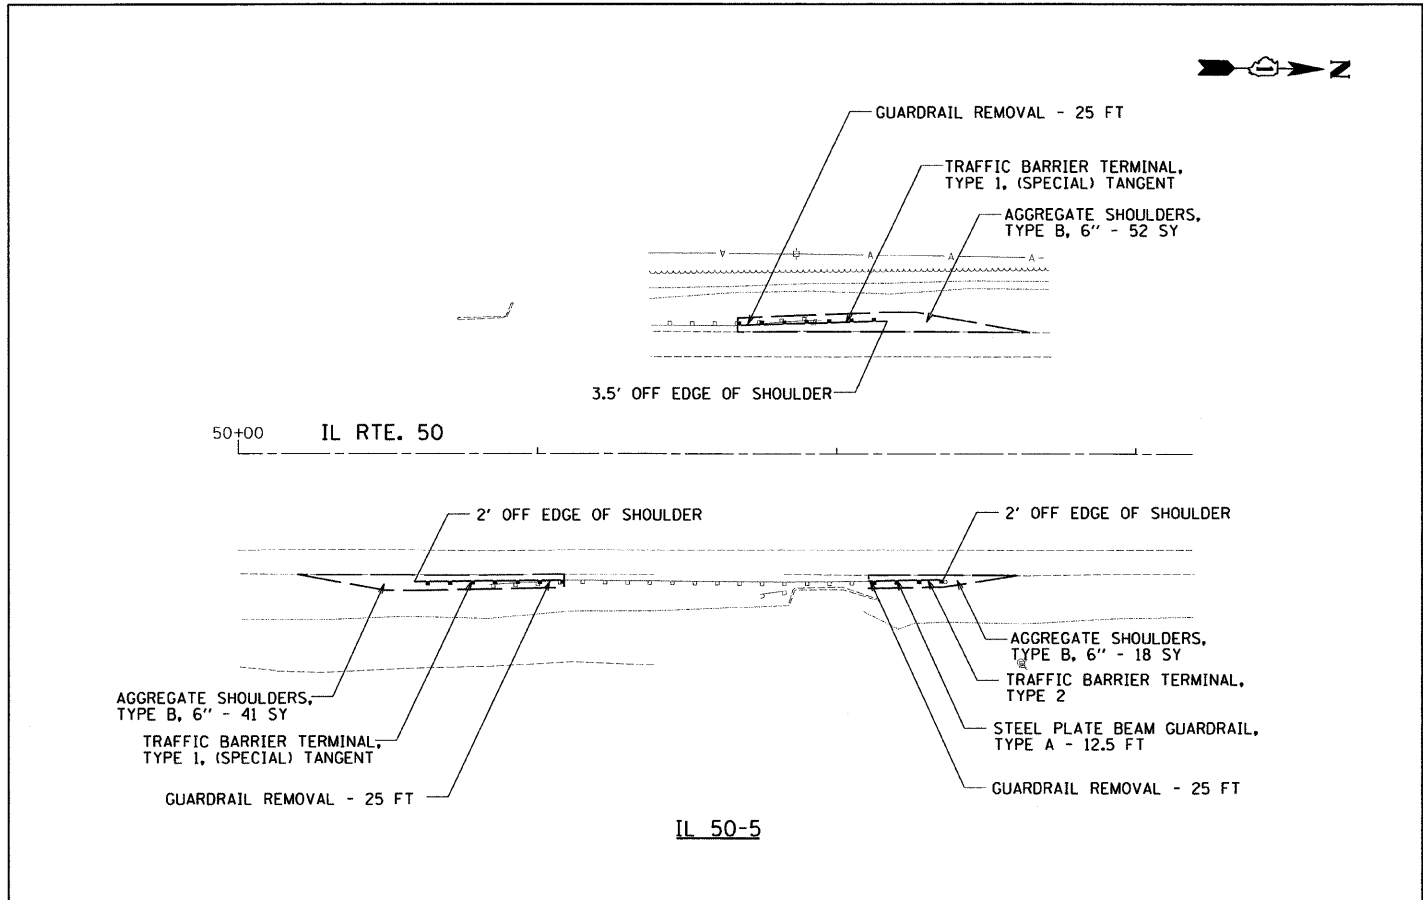 N
GUARDRAIL REMOVAL - 25 FT
TRAFFIC BARRIER TERMINAL,
TYPE 1, (SPECIAL) TANGENT
AGGREGATE SHOULDERS,
TYPE B, 6'' - 52 SY
A A A A
3.5' OFF EDGE OF SHOULDER
50+00 IL RTE. 50
2' OFF EDGE OF SHOULDER
2' OFF EDGE OF SHOULDER
AGGREGATE SHOULDERS,
TYPE B, 6'' - 18 SY
TRAFFIC BARRIER TERMINAL,
TYPE 2
AGGREGATE SHOULDERS,
TYPE B, 6'' - 41 SY
STEEL PLATE BEAM GUARDRAIL,
TYPE A - 12.5 FT
TRAFFIC BARRIER TERMINAL,
TYPE 1, (SPECIAL) TANGENT
GUARDRAIL REMOVAL - 25 FT
GUARDRAIL REMOVAL - 25 FT
IL 50-5